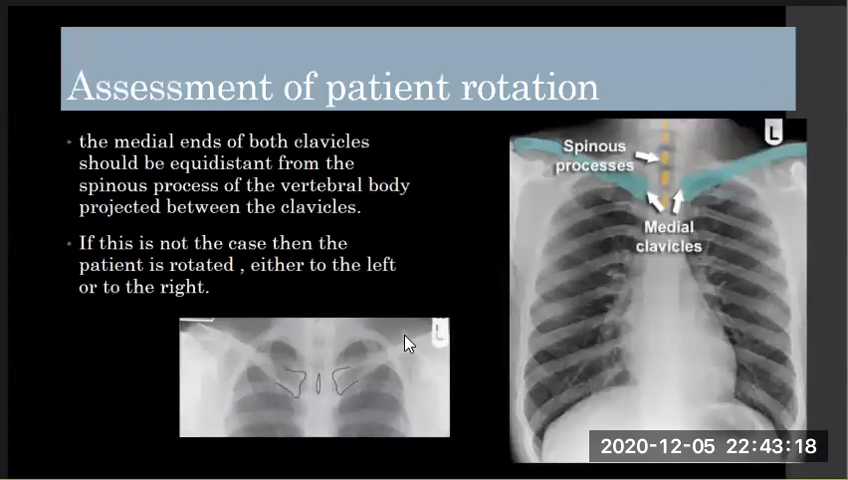 Assessment of patient rotation
the medial ends of both clavicles
should be equidistant from the
spinous process of the vertebral body
projected between the clavicles.
If this is not the case then the
patient is rotated , either to the left
or to the right.
L
L
Spinous
processes
Medial
clavicles
2020-12-05 22:43:18